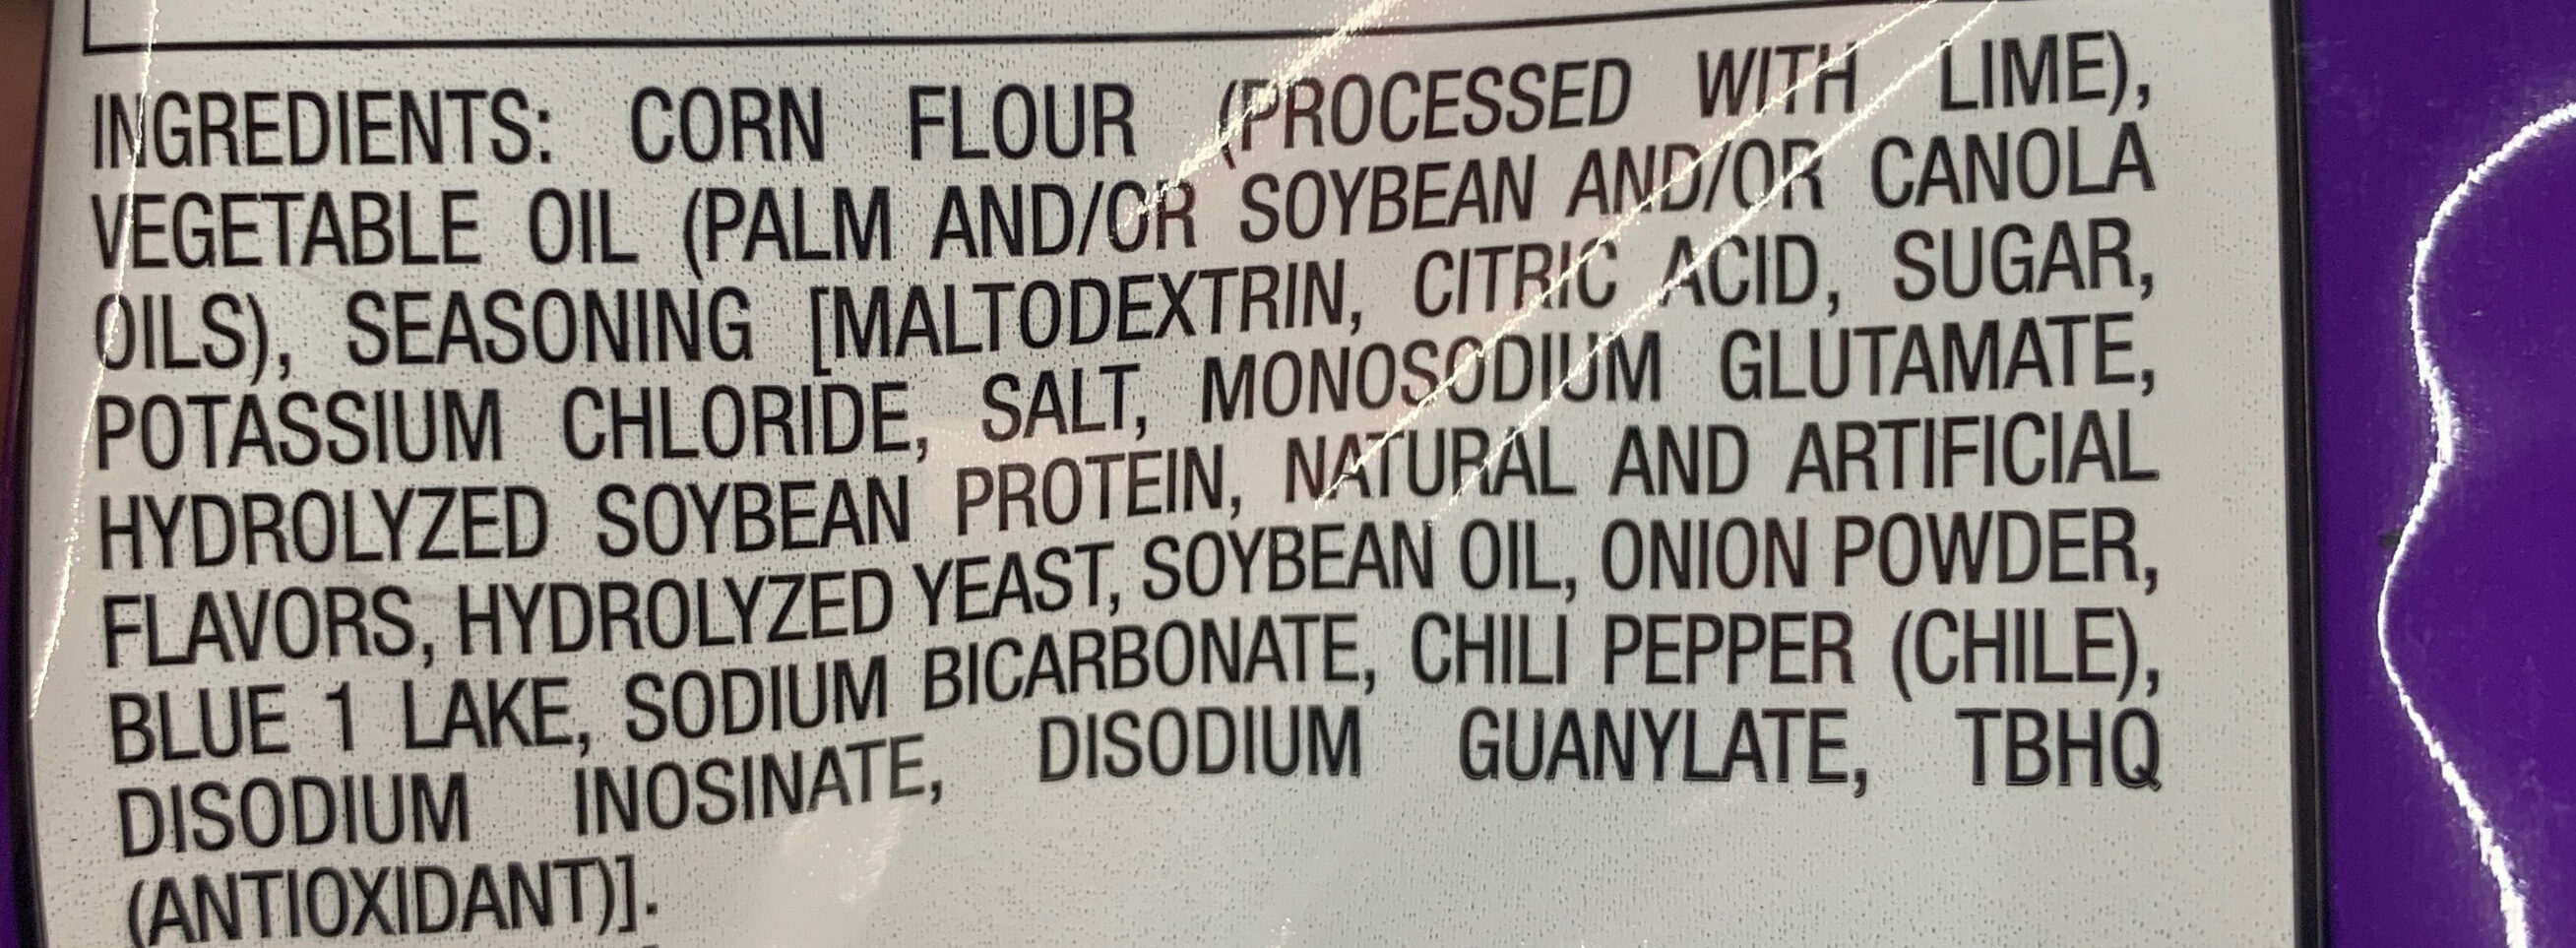 INGREDIENTS: CORN FLOUR (PROCESSED WITH LIME),
VEGETABLE OIL (PALM AND/OR SOYBEAN AND/OR CANOLA
OILS), SEASONING [MALTODEXTRIN, CITRIC ACID, SUGAR,
POTASSIUM CHLORIDE, SALT, MONOSODIUM GLUTAMATE,
HYDROLYZED SOYBEAN PROTEIN, NATURAL AND ARTIFICIAL
FLAVORS, HYDROLYZED YEAST, SOYBEAN OIL, ONION POWDER,
BLUE 1 LAKE, SODIUM BICARBONATE, CHILI PEPPER (CHILE),
DISODIUM INOSINATE, DISODIUM GUANYLATE, TBHQ
(ANTIOXIDANT)].